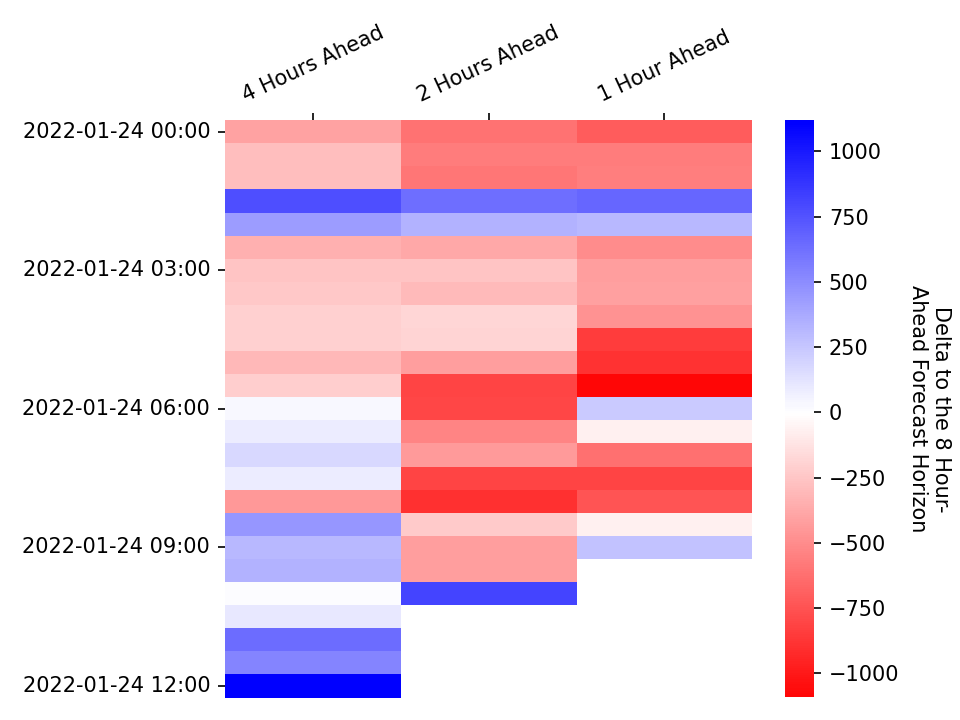 4 Hours Ahead
2 Hours Ahead
1 Hour Ahead
2022-01-24 00:00
2022-01-24 03:00
2022-01-24 06:00
2022-01-24 09:00
2022-01-24 12:00
1000
750
500
250
0
−250
−500
−750
−1000
Delta to the 8 Hour-
Ahead Forecast Horizon